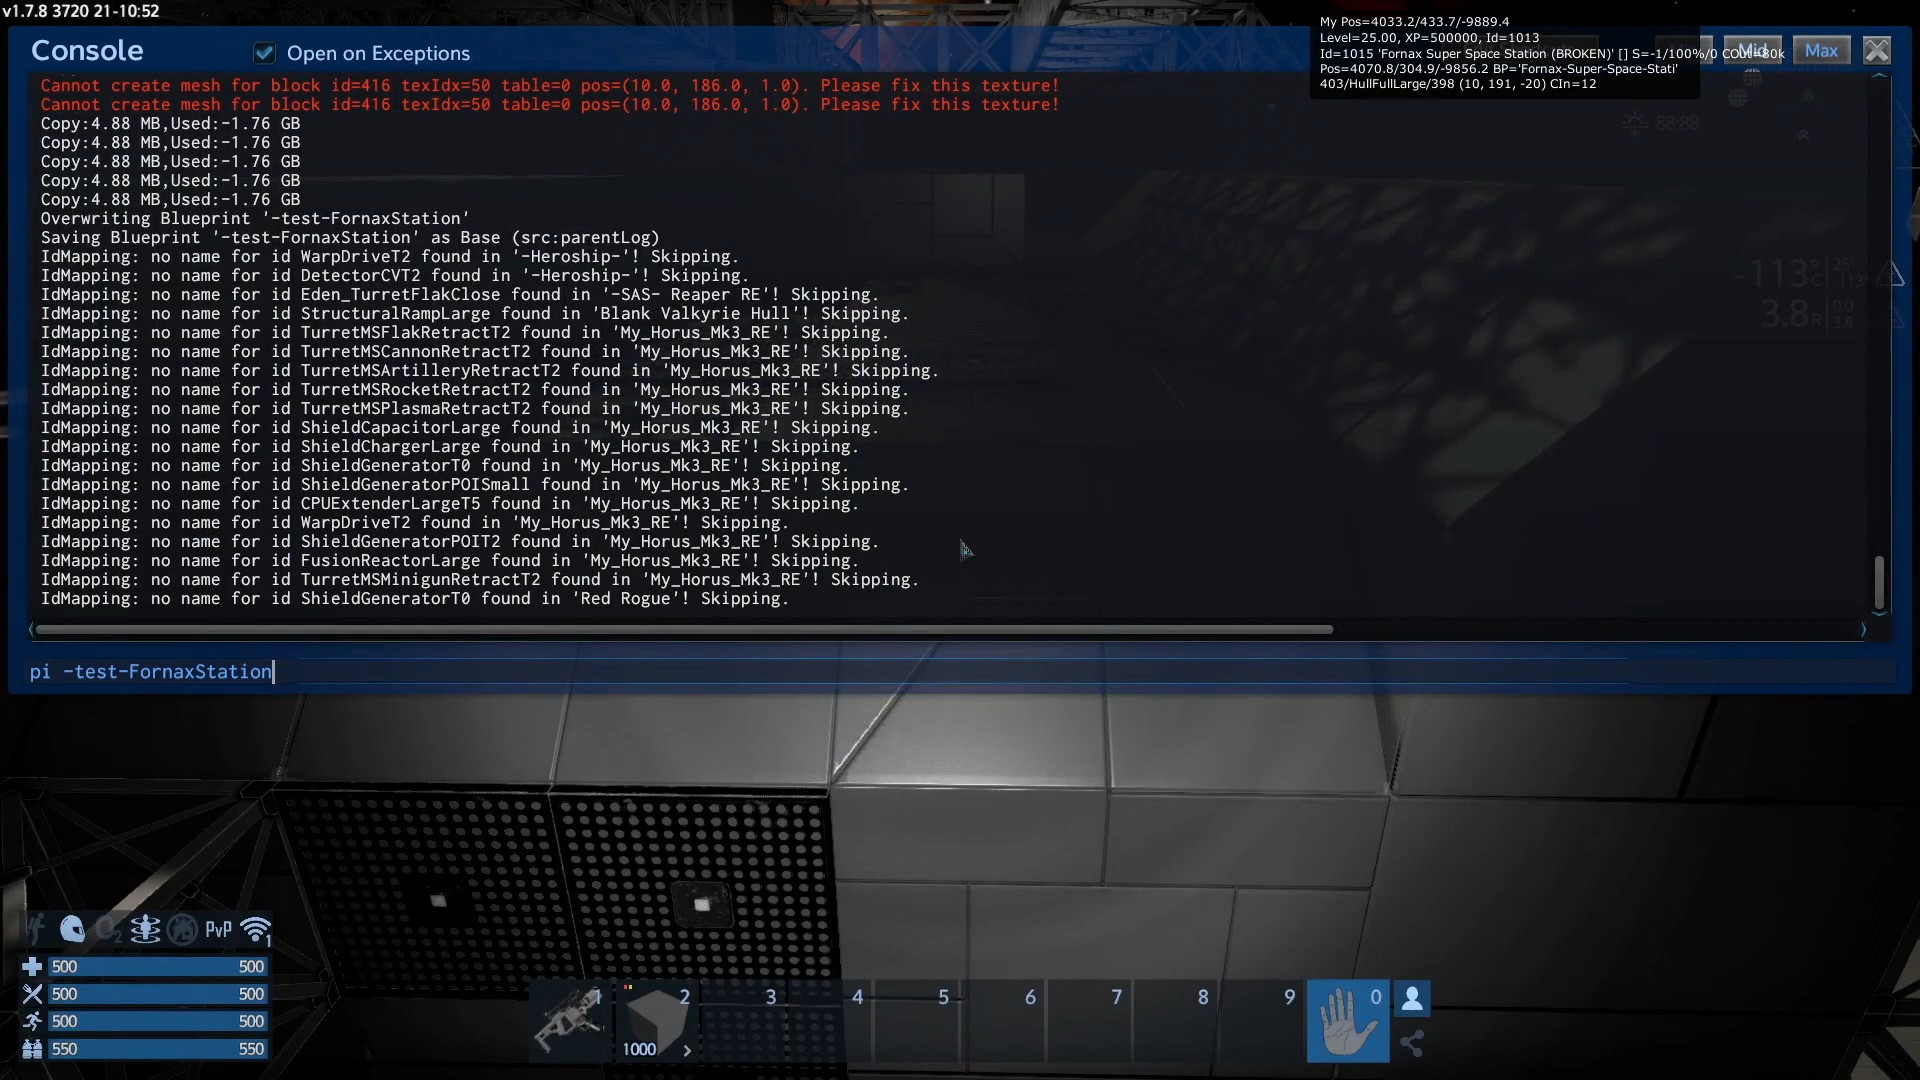 v1.7.8 3720 21-10:52
Console
Open on Exceptions
My Pos=4033.2/433.7/-9889.4
Level=25.00, XP=500000, Id=1013
Id=1015 'Fornax Super Space Station (BROKEN)' [] S=-1/100%/0 COut=80k
Pos=4070.8/304.9/-9856.2 BP='Fornax-Super-Space-Stati'
403/HullFullLarge/398 (10, 191, -20) CIn=12
Mid
Max
Cannot create mesh for block id=416 texIdx=50 table=0 pos=(10.0, 186.0, 1.0). Please fix this texture!
Cannot create mesh for block id=416 texIdx=50 table=0 pos=(10.0, 186.0, 1.0). Please fix this texture!
Copy:4.88 MB,Used:-1.76 GB
Copy:4.88 MB,Used:-1.76 GB
Copy:4.88 MB,Used:-1.76 GB
Copy:4.88 MB,Used:-1.76 GB
Copy:4.88 MB,Used:-1.76 GB
Overwriting Blueprint '-test-FornaxStation'
Saving Blueprint '-test-FornaxStation' as Base (src:parentLog)
IdMapping: no name for id WarpDriveT2 found in '-Heroship-'! Skipping.
IdMapping: no name for id DetectorCVT2 found in '-Heroship-'! Skipping.
IdMapping: no name for id Eden_TurretFlakClose found in '-SAS- Reaper RE'! Skipping.
IdMapping: no name for id StructuralRampLarge found in 'Blank Valkyrie Hull'! Skipping.
IdMapping: no name for id TurretMSFlakRetractT2 found in 'My_Horus_Mk3_RE'! Skipping.
IdMapping: no name for id TurretMSCannonRetractT2 found in 'My_Horus_Mk3_RE'! Skipping.
IdMapping: no name for id TurretMSArtilleryRetractT2 found in 'My_Horus_Mk3_RE'! Skipping.
IdMapping: no name for id TurretMSRocketRetractT2 found in 'My_Horus_Mk3_RE'! Skipping.
IdMapping: no name for id TurretMSPlasmaRetractT2 found in 'My_Horus_Mk3_RE'! Skipping.
IdMapping: no name for id ShieldCapacitorLarge found in 'My_Horus_Mk3_RE'! Skipping.
IdMapping: no name for id ShieldChargerLarge found in 'My_Horus_Mk3_RE'! Skipping.
IdMapping: no name for id ShieldGeneratorT0 found in 'My_Horus_Mk3_RE'! Skipping.
IdMapping: no name for id ShieldGeneratorPOISmall found in 'My_Horus_Mk3_RE'! Skipping.
IdMapping: no name for id CPUExtenderLargeT5 found in 'My_Horus_Mk3_RE'! Skipping.
IdMapping: no name for id WarpDriveT2 found in 'My_Horus_Mk3_RE'! Skipping.
IdMapping: no name for id ShieldGeneratorPOIT2 found in 'My_Horus_Mk3_RE'! Skipping.
IdMapping: no name for id FusionReactorLarge found in 'My_Horus_Mk3_RE'! Skipping.
IdMapping: no name for id TurretMSMinigunRetractT2 found in 'My_Horus_Mk3_RE'! Skipping.
IdMapping: no name for id ShieldGeneratorT0 found in 'Red Rogue'! Skipping.
88:88
-113°C 25 -113
3.8R 0.0 3.8
pi -test-FornaxStation
O2 PvP 1
500 500
500 500
500 500
550 550
1 2 3 4 5 6 7 8 9 0
1000